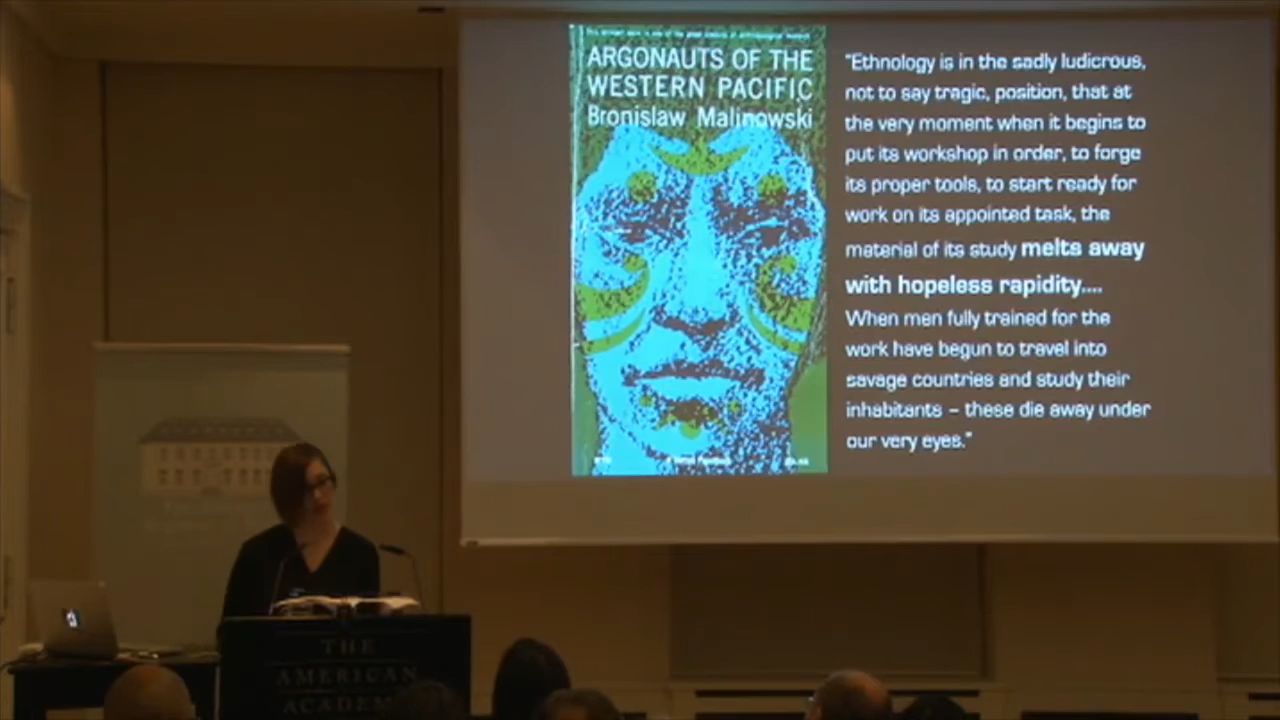 ARGONAUTS OF THE
WESTERN PACIFIC
Bronislaw Malinowski
"Ethnology is in the sadly ludicrous,
not to say tragic, position, that at
the very moment when it begins to
put its workshop in order, to forge
its proper tools, to start ready for
work on its appointed task, the
material of its study melts away
with hopeless rapidity....
When men fully trained for the
work have begun to travel into
savage countries and study their
inhabitants – these die away under
our very eyes."
THE
AMERICAN
ACADEM